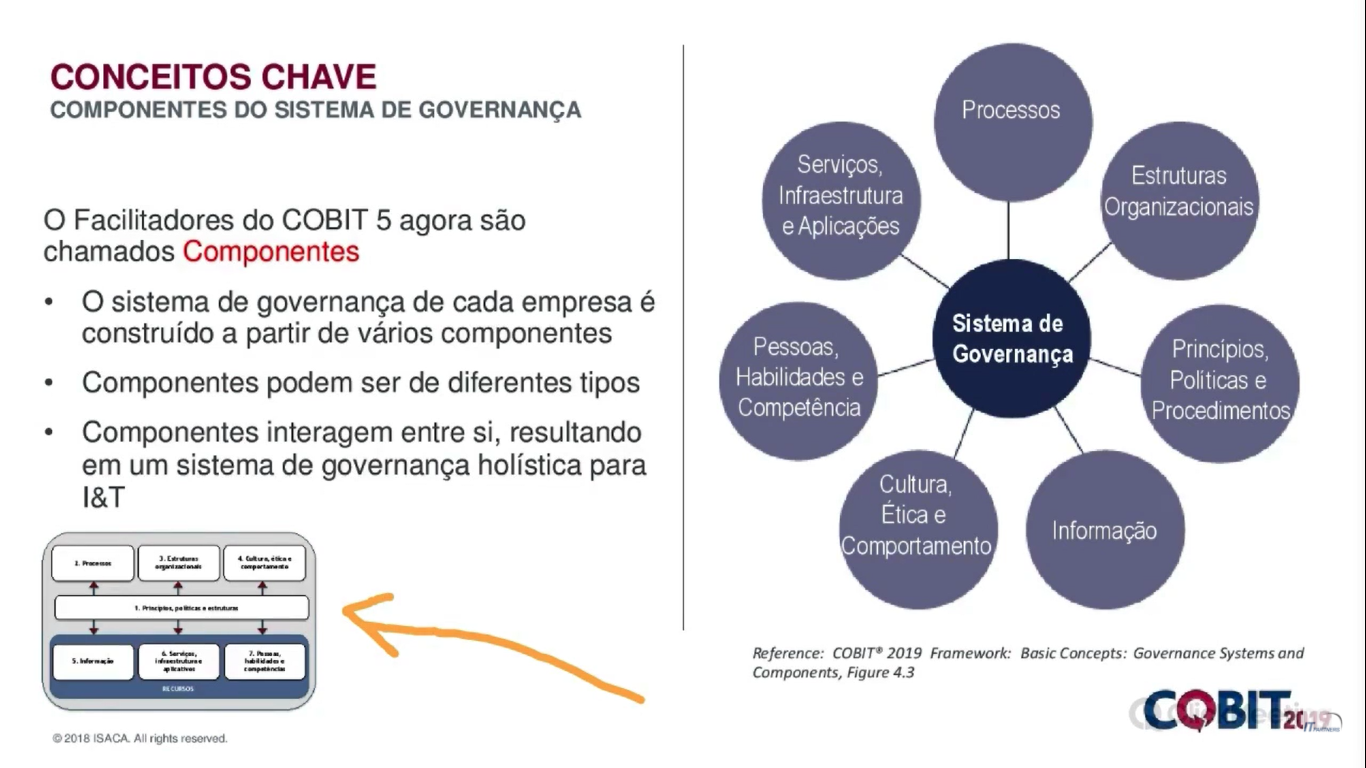 CONCEITOS CHAVE
COMPONENTES DO SISTEMA DE GOVERNANÇA
O Facilitadores do COBIT 5 agora são
chamados Componentes
• O sistema de governança de cada empresa é
construído a partir de vários componentes
• Componentes podem ser de diferentes tipos
• Componentes interagem entre si, resultando
em um sistema de governança holística para
I&T
2. Processos
3. Estruturas
organizacionais
4. Cultura, ética e
comportamento
1. Princípios, políticas e estruturas
5. Informação
6. Serviços,
infraestrutura e
aplicativos
7. Pessoas,
habilidades e
competências
RECURSOS
© 2018 ISACA. All rights reserved.
Processos
Estruturas
Organizacionais
Serviços,
Infraestrutura
e Aplicações
Sistema de
Governança
Pessoas,
Habilidades e
Competência
Princípios,
Políticas e
Procedimentos
Cultura,
Ética e
Comportamento
Informação
Reference: COBIT® 2019 Framework: Basic Concepts: Governance Systems and
Components, Figure 4.3
COBIT 2019